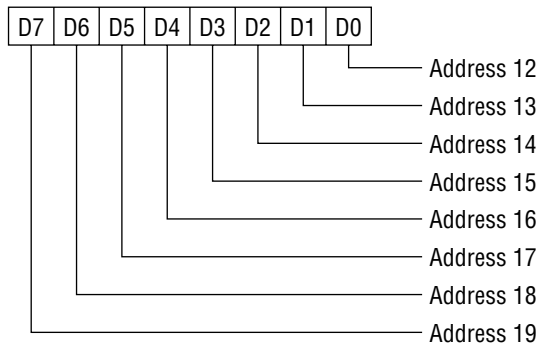 D7 D6 D5 D4 D3 D2 D1 D0
Address 12
Address 13
Address 14
Address 15
Address 16
Address 17
Address 18
Address 19